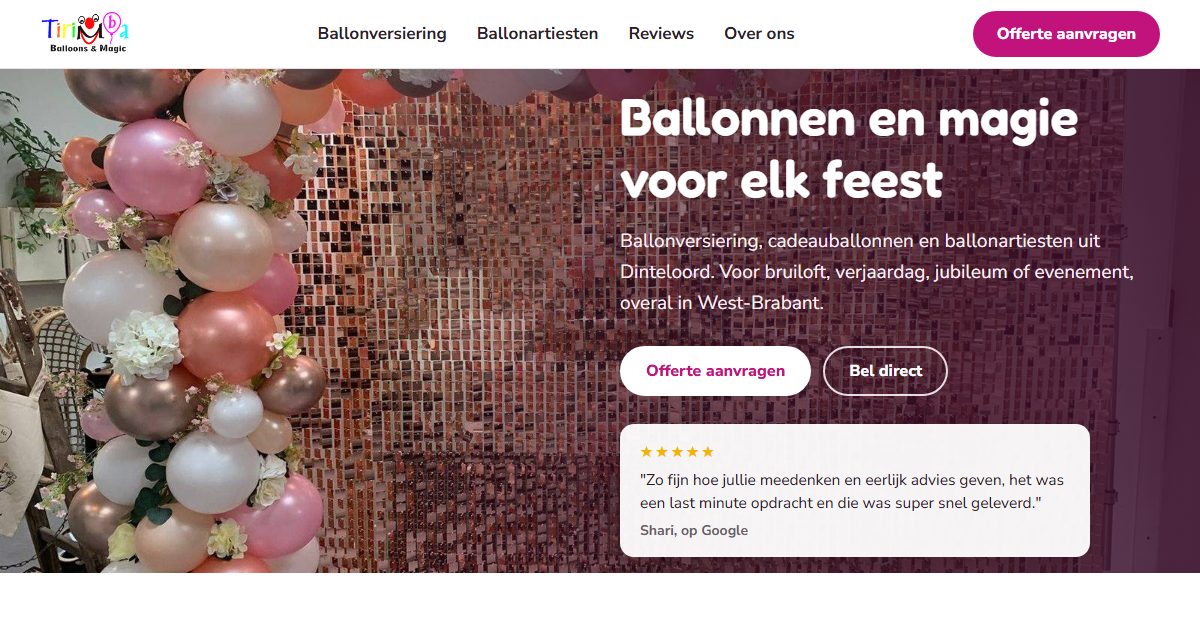 TiriMba
Balloons & Magic
Ballonversiering
Ballonartiesten
Reviews
Over ons
Offerte aanvragen
Ballonnen en magie
voor elk feest
Ballonversiering, cadeauballonnen en ballonartiesten uit
Dinteloord. Voor bruiloft, verjaardag, jubileum of evenement,
overal in West-Brabant.
Offerte aanvragen
Bel direct
★★★★★
"Zo fijn hoe jullie meedenken en eerlijk advies geven, het was
een last minute opdracht en die was super snel geleverd."
Shari, op Google